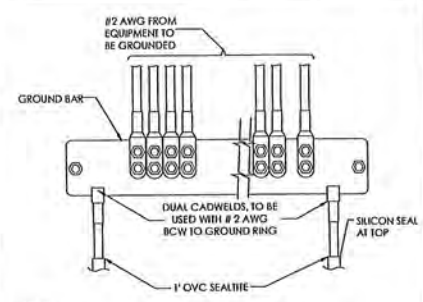 #2 AWG FROM
EQUIPMENT TO
BE GROUNDED
GROUND BAR
DUAL CADWELDS, TO BE
USED WITH # 2 AWG
BCW TO GROUND RING
SILICON SEAL
AT TOP
1" OVC SEALTITE